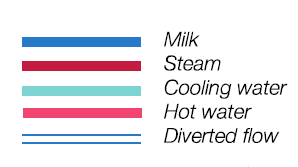 Milk
Steam
Cooling water
Hot water
Diverted flow